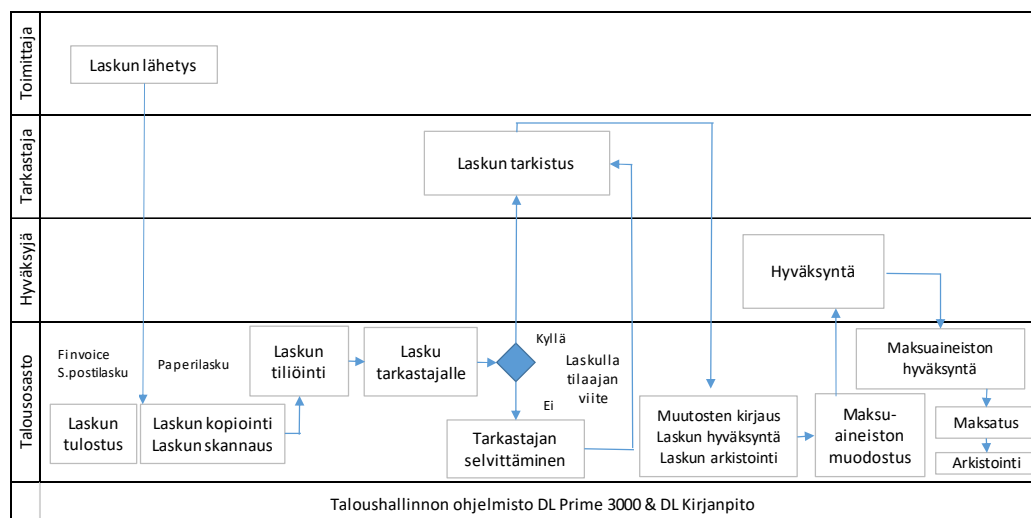 Toimittaja
Laskun lähetys
Tarkastaja
Laskun tarkistus
Hyväksyjä
Hyväksyntä
Talousosasto
Finvoice
S.postilasku
Paperilasku
Laskun
tulostus
Laskun kopiointi
Laskun skannaus
Laskun
tiliöinti
Lasku
tarkastajalle
Kyllä
Ei
Laskulla
tilaajan
viite
Tarkastajan
selvittäminen
Muutosten kirjaus
Laskun hyväksyntä
Laskun arkistointi
Maksu-
aineiston
muodostus
Maksuaineiston
hyväksyntä
Maksatus
Arkistointi
Taloushallinnon ohjelmisto DL Prime 3000 & DL Kirjanpito